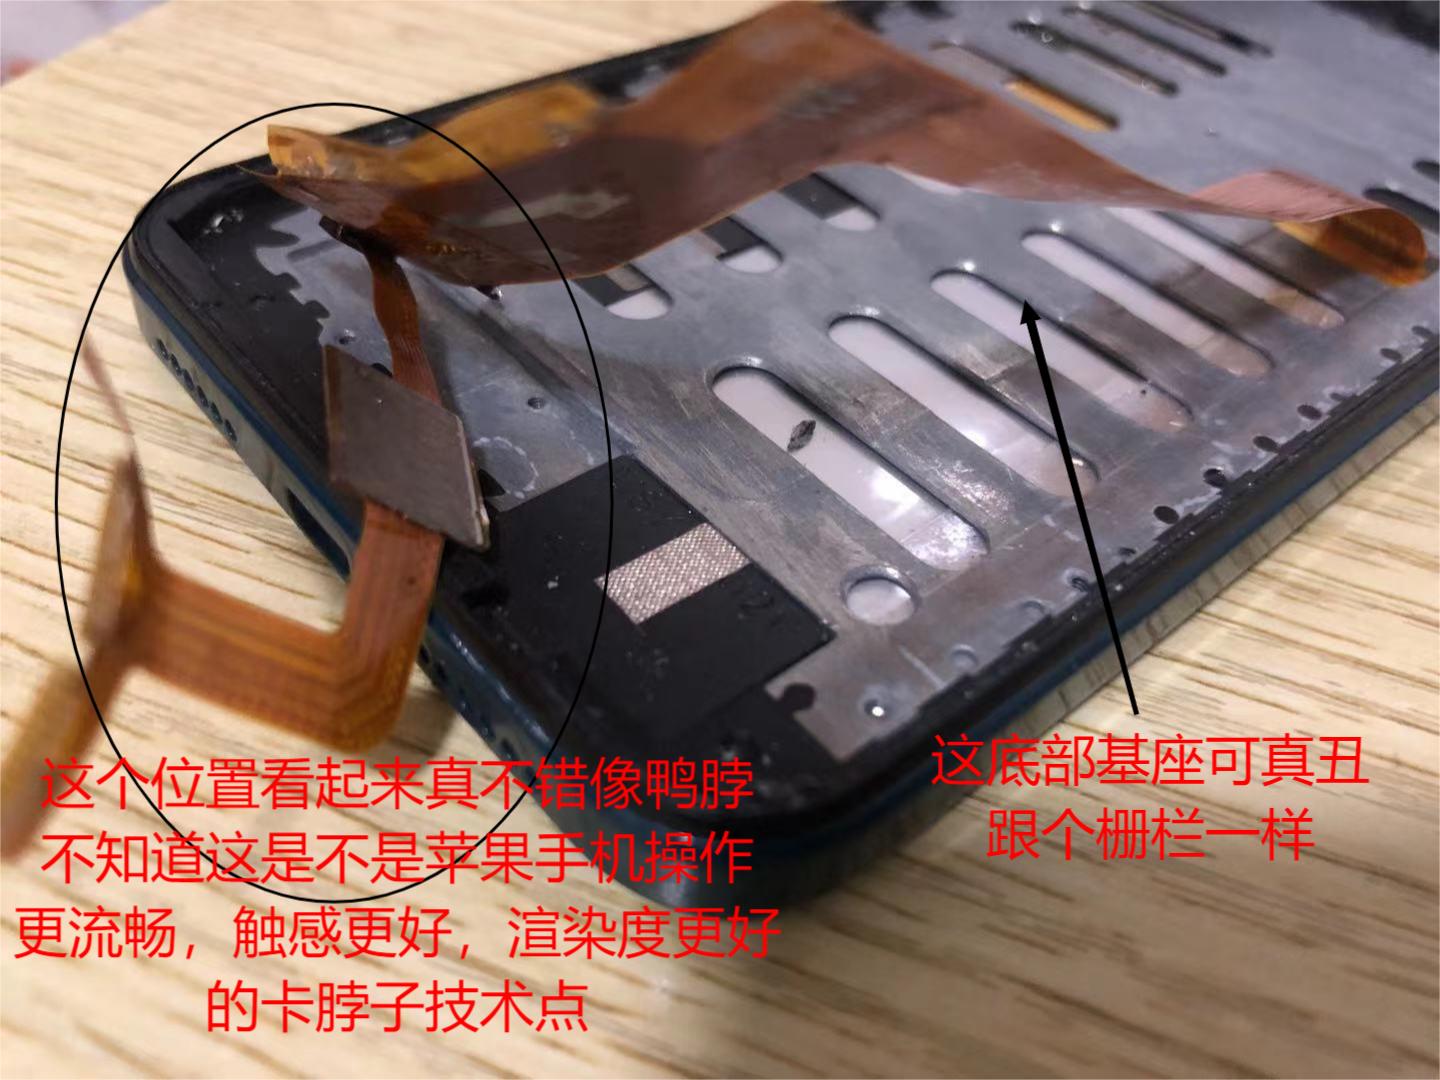 这个位置看起来真不错像鸭脖
不知道这是不是苹果手机操作
更流畅，触感更好，渲染度更好
的卡脖子技术点
这底部基座可真丑
跟个栅栏一样